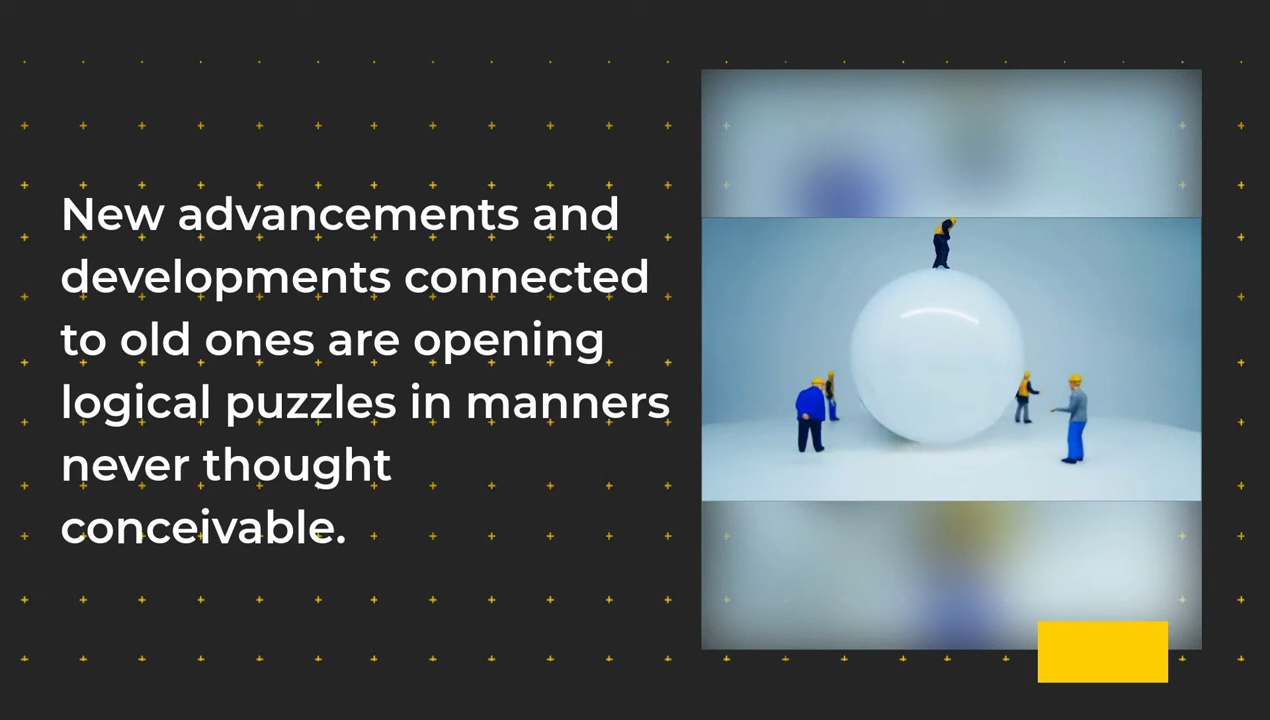 New advancements and
developments connected
to old ones are opening
logical puzzles in manners
never thought
conceivable.